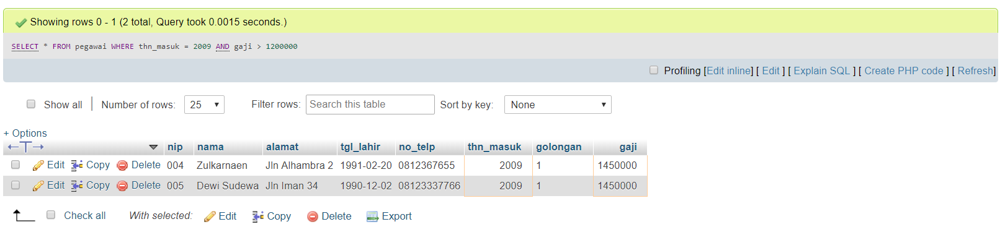 Showing rows 0 - 1 (2 total, Query took 0.0015 seconds.)
SELECT * FROM pegawai WHERE thn_masuk = 2009 AND gaji > 1200000
Profiling [Edit inline] [ Edit ] [ Explain SQL ] [ Create PHP code ] [ Refresh]
Show all | Number of rows: 25 Filter rows: Search this table Sort by key: None
+ Options
nip nama alamat tgl_lahir no_telp thn_masuk golongan gaji
Edit Copy Delete 004 Zulkarnaen Jln Alhambra 2 1991-02-20 0812367655 2009 1 1450000
Edit Copy Delete 005 Dewi Sudewa Jln Iman 34 1990-12-02 08123337766 2009 1 1450000
Check all With selected: Edit Copy Delete Export